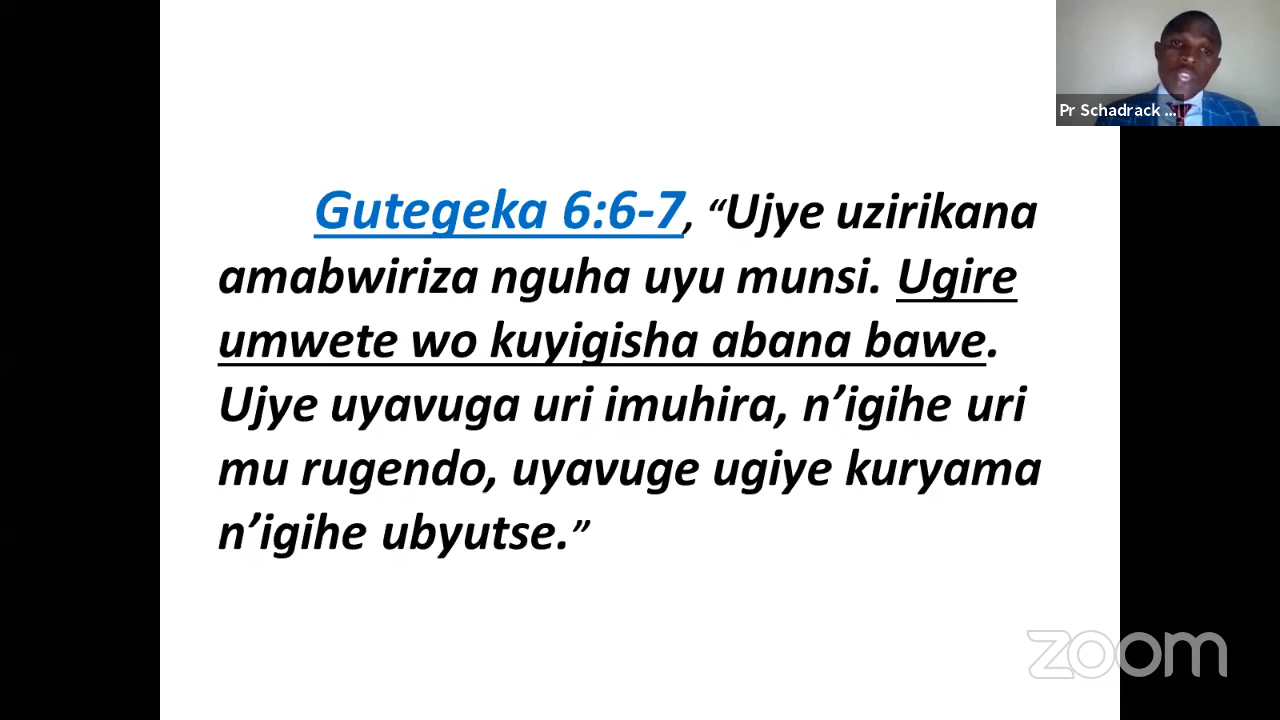 Pr Schadrack ...
Gutegeka 6:6-7, “Ujye uzirikana
amabwiriza nguha uyu munsi. Ugire
umwete wo kuyigisha abana bawe.
Ujye uyavuga uri imuhira, n’igihe uri
mu rugendo, uyavuge ugiye kuryama
n’igihe ubyutse.”
zoom